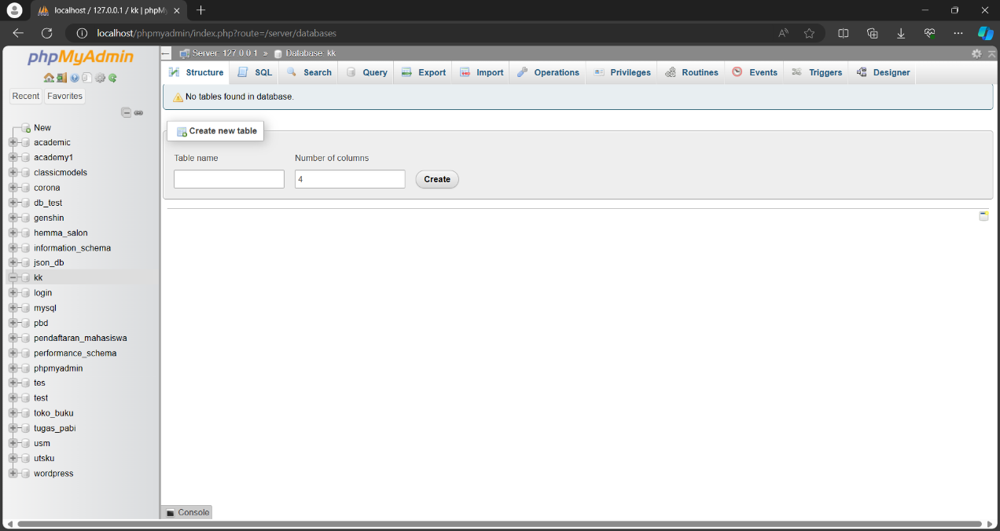 localhost / 127.0.0.1 / kk | phpMy
localhost/phpmyadmin/index.php?route=/server/databases
phpMyAdmin
Recent Favorites
New
academic
academy1
classicmodels
corona
db_test
genshin
hemma_salon
information_schema
json_db
kk
login
mysql
pbd
pendaftaran_mahasiswa
performance_schema
phpmyadmin
tes
test
toko_buku
tugas_pabi
usm
utsku
wordpress
Server: 127.0.0.1 » Database: kk
Structure SQL Search Query Export Import Operations Privileges Routines Events Triggers Designer
No tables found in database.
Create new table
Table name Number of columns
4 Create
Console